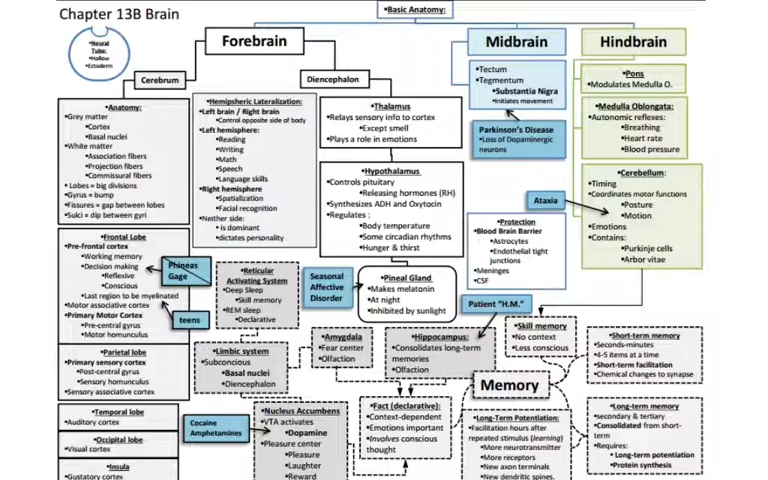 Chapter 13B Brain
•Basic Anatomy:
•Neural
Tube:
•Hollow
•Ectoderm
Forebrain
Midbrain
Hindbrain
Cerebrum
Diencephalon
•Anatomy:
•Grey matter
•Cortex
•Basal nuclei
•White matter
•Association fibers
•Projection fibers
•Commissural fibers
•Lobes = big divisions
•Gyrus = bump
•Fissures = gap between lobes
•Sulci = dip between gyri
•Hemispheric Lateralization:
•Left brain / Right brain
•Control opposite side of body
•Left hemisphere:
•Reading
•Writing
•Math
•Speech
•Language skills
•Right hemisphere
•Spatialization
•Facial recognition
•Neither side:
•is dominant
•dictates personality
•Thalamus
•Relays sensory info to cortex
•Except smell
•Plays a role in emotions
•Hypothalamus
•Controls pituitary
•Releasing hormones (RH)
•Synthesizes ADH and Oxytocin
•Regulates :
•Body temperature
•Some circadian rhythms
•Hunger & thirst
•Tectum
•Tegmentum
•Substantia Nigra
•Initiates movement
Parkinson's Disease
•Loss of Dopaminergic
neurons
•Pons
•Modulates Medulla O.
•Medulla Oblongata:
•Autonomic reflexes:
•Breathing
•Heart rate
•Blood pressure
•Cerebellum:
•Timing
•Coordinates motor functions
•Posture
•Motion
•Emotions
•Contains:
•Purkinje cells
•Arbor vitae
Ataxia
•Protection
•Blood Brain Barrier
•Astrocytes
•Endothelial tight
junctions
•Meninges
•CSF
•Frontal Lobe
•Pre-frontal cortex
•Working memory
•Decision making
•Reflexive
•Conscious
•Last region to be myelinated
•Motor associative cortex
•Primary Motor Cortex
•Pre-central gyrus
•Motor homunculus
Phineas
Gage
teens
•Reticular
Activating System
•Deep Sleep
•Skill memory
•REM sleep
•Declarative
Seasonal
Affective
Disorder
•Pineal Gland
•Makes melatonin
•At night
•Inhibited by sunlight
Patient "H.M."
•Parietal lobe
•Primary sensory cortex
•Post-central gyrus
•Sensory homunculus
•Sensory associative cortex
•Limbic system
•Subconcious
•Basal nuclei
•Diencephalon
•Amygdala
•Fear center
•Olfaction
•Hippocampus:
•Consolidates long-term
memories
•Olfaction
•Skill memory
•No context
•Less conscious
•Short-term memory
•Seconds-minutes
•4-5 items at a time
•Short-term facilitation
•Chemical changes to synapse
Memory
•Temporal lobe
•Auditory cortex
•Occipital lobe
•Visual cortex
•Insula
•Gustatory cortex
Cocaine
Amphetamines
•Nucleus Accumbens
•VTA activates
•Dopamine
•Pleasure center
•Pleasure
•Laughter
•Reward
•Fact (declarative):
•Context-dependent
•Emotions important
•Involves conscious
thought
•Long-Term Potentiation:
•Facilitation hours after
repeated stimulus (learning)
•More neurotransmitter
•More receptors
•New axon terminals
•New dendritic spines.
•Long-term memory
•secondary & tertiary
•Consolidated from short-
term
•Requires:
•Long-term potentiation
•Protein synthesis